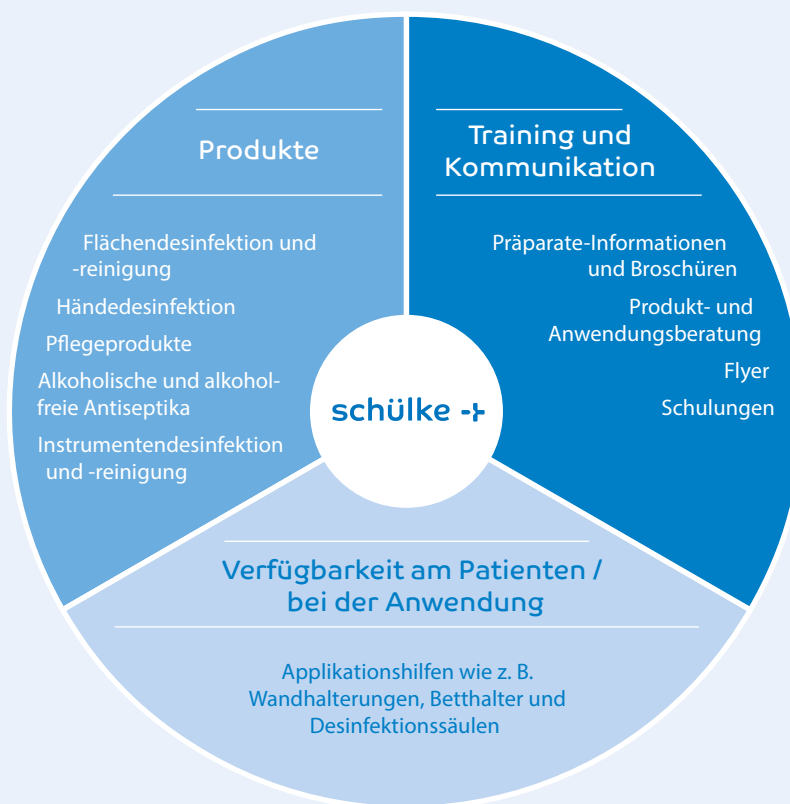 Produkte
Flächendesinfektion und
-reinigung
Händedesinfektion
Pflegeprodukte
Alkoholische und alkohol-
freie Antiseptika
Instrumentendesinfektion
und -reinigung
Training und
Kommunikation
Präparate-Informationen
und Broschüren
Produkt- und
Anwendungsberatung
Flyer
Schulungen
schülke -+
Verfügbarkeit am Patienten /
bei der Anwendung
Applikationshilfen wie z. B.
Wandhalterungen, Betthalter und
Desinfektionssäulen